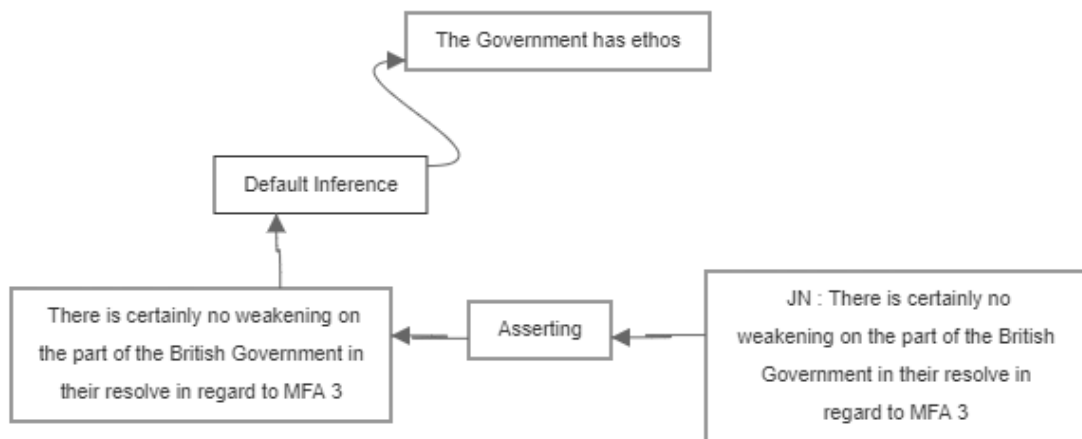 The Government has ethos
Default Inference
There is certainly no weakening on
the part of the British Government in
their resolve in regard to MFA 3
Asserting
JN : There is certainly no
weakening on the part of the British
Government in their resolve in
regard to MFA 3